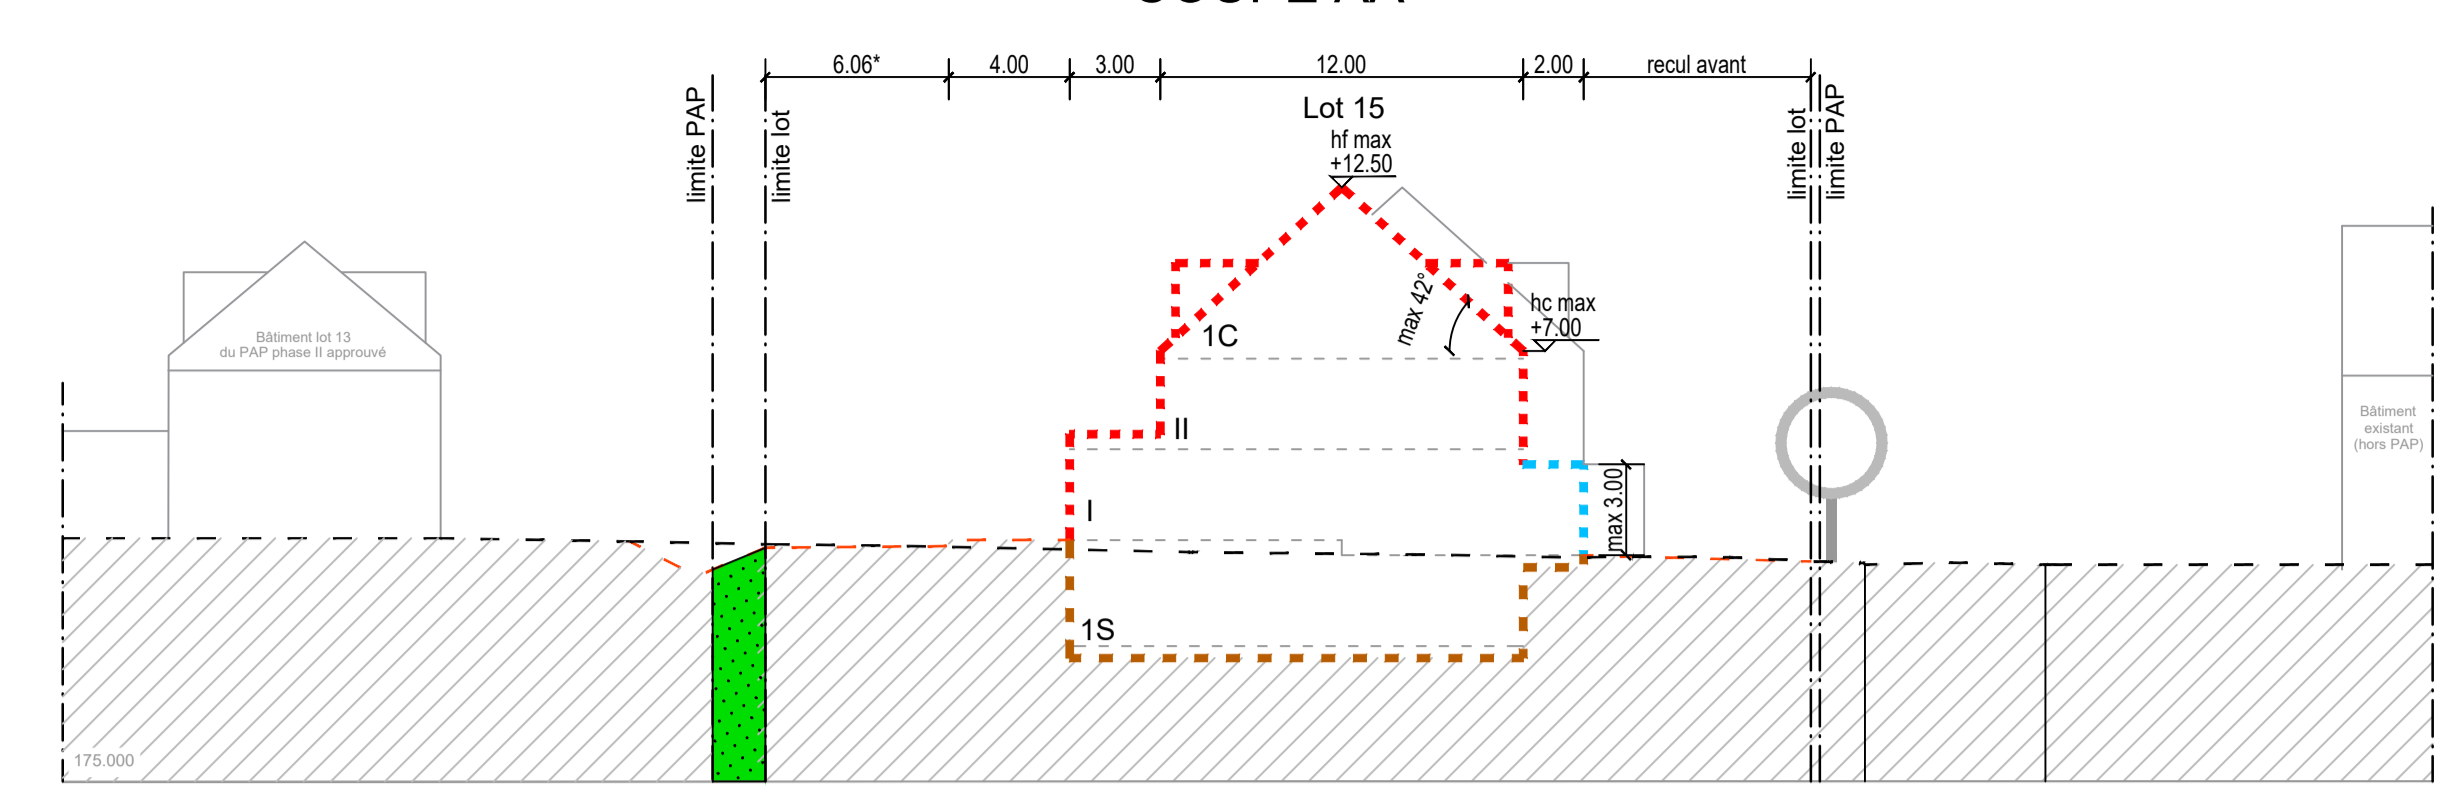 6.06*
4.00
3.00
12.00
2.00
recul avant
limite PAP
limite lot
Lot 15
hf max
+12.50
limite lot
limite PAP
hc max
+7.00
max 42°
1C
II
I
1S
max 3.00
Bâtiment lot 13
du PAP phase II approuvé
Bâtiment
existant
(hors PAP)
175.000